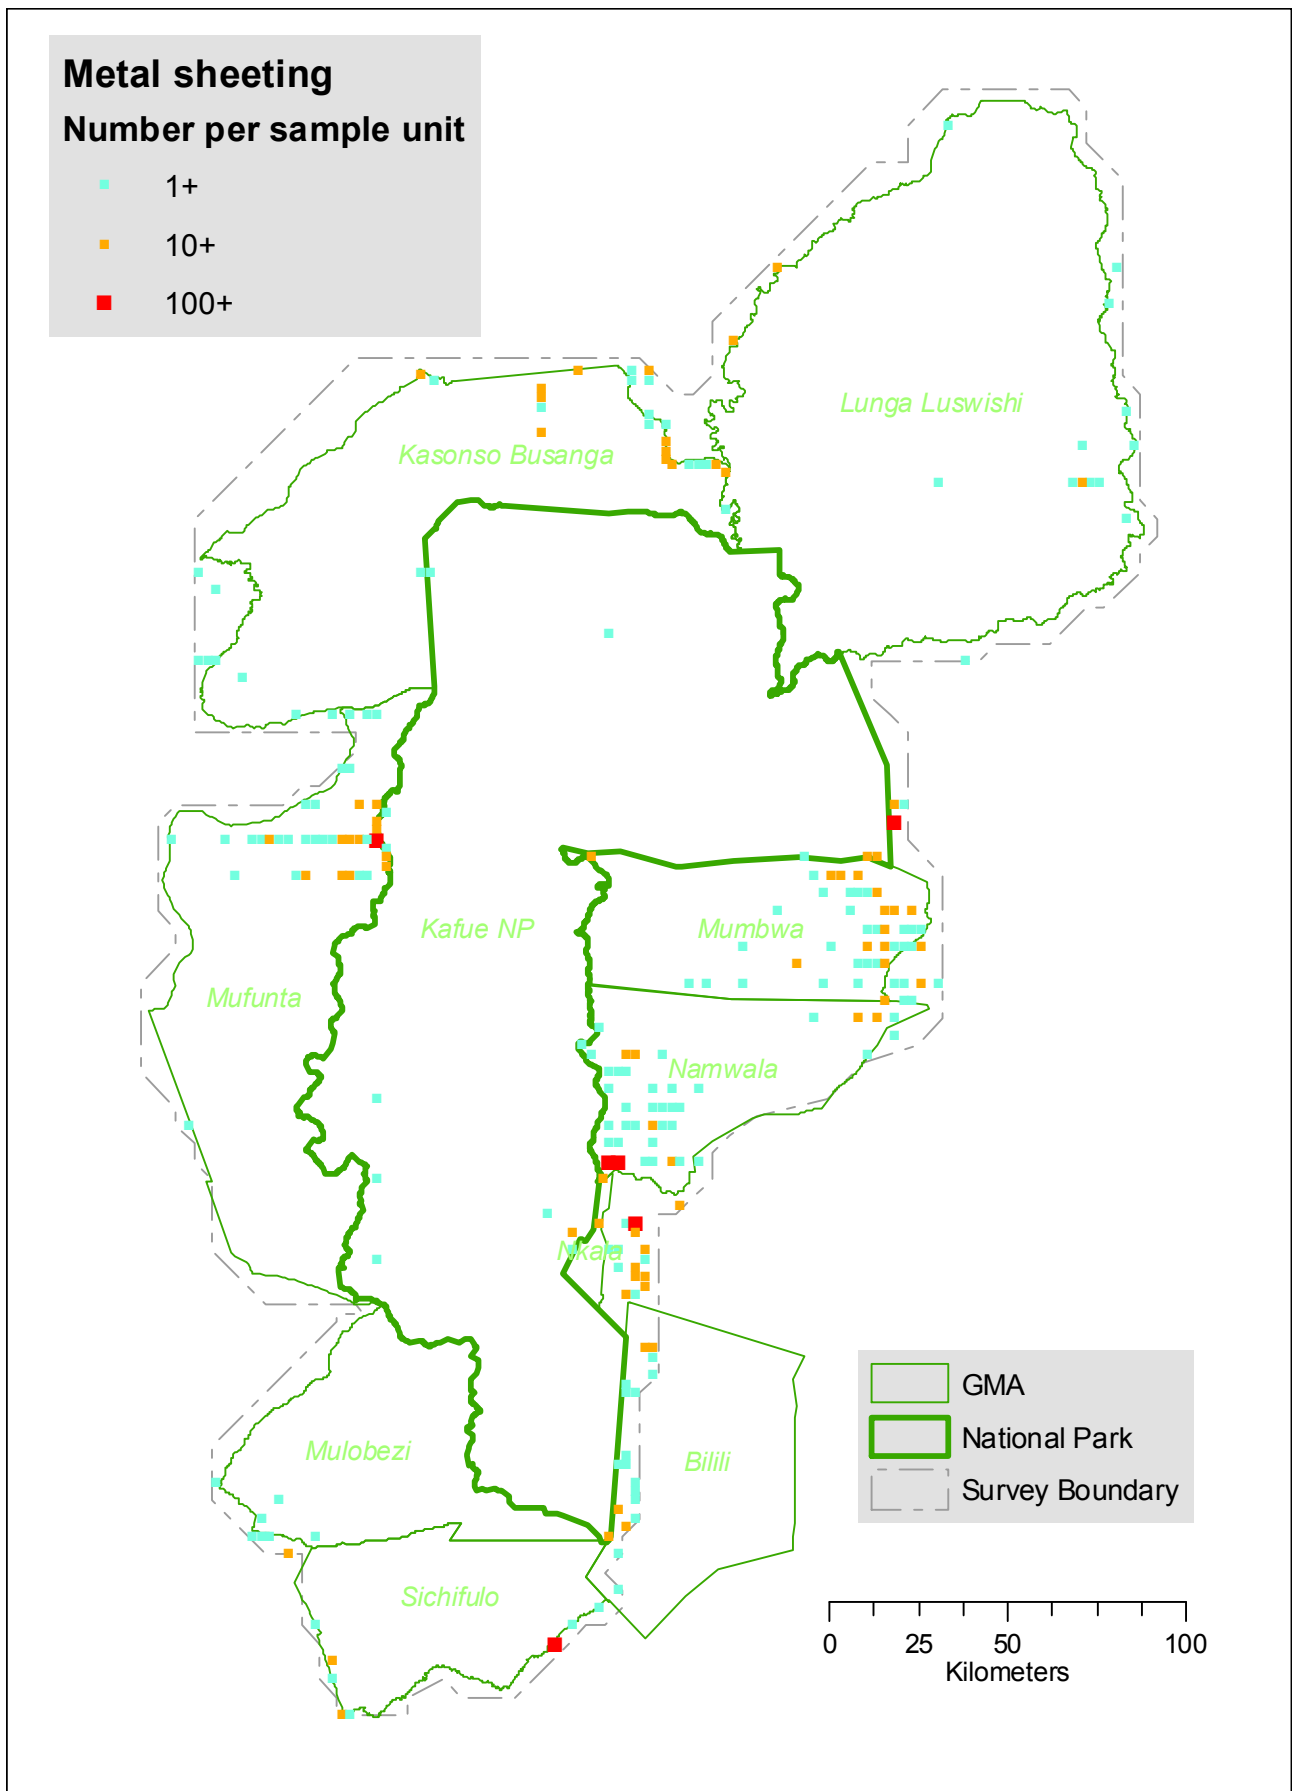 Metal sheeting
Number per sample unit
1+
10+
100+
Lunga Luswishi
Kasonso Busanga
Kafue NP
Mumbwa
Mufunta
Namwala
Nkala
GMA
National Park
Survey Boundary
Mulobezi
Bilili
Sichifulo
0 25 50 100
Kilometers